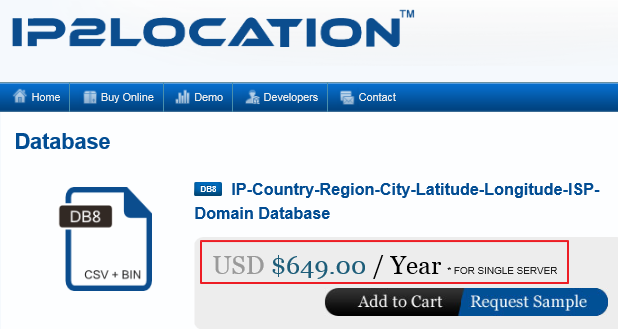 IP2LOCATION™
Home Buy Online Demo Developers Contact
Database
DB8 IP-Country-Region-City-Latitude-Longitude-ISP-
Domain Database
DB8
CSV + BIN
USD $649.00 / Year * FOR SINGLE SERVER
Add to Cart Request Sample